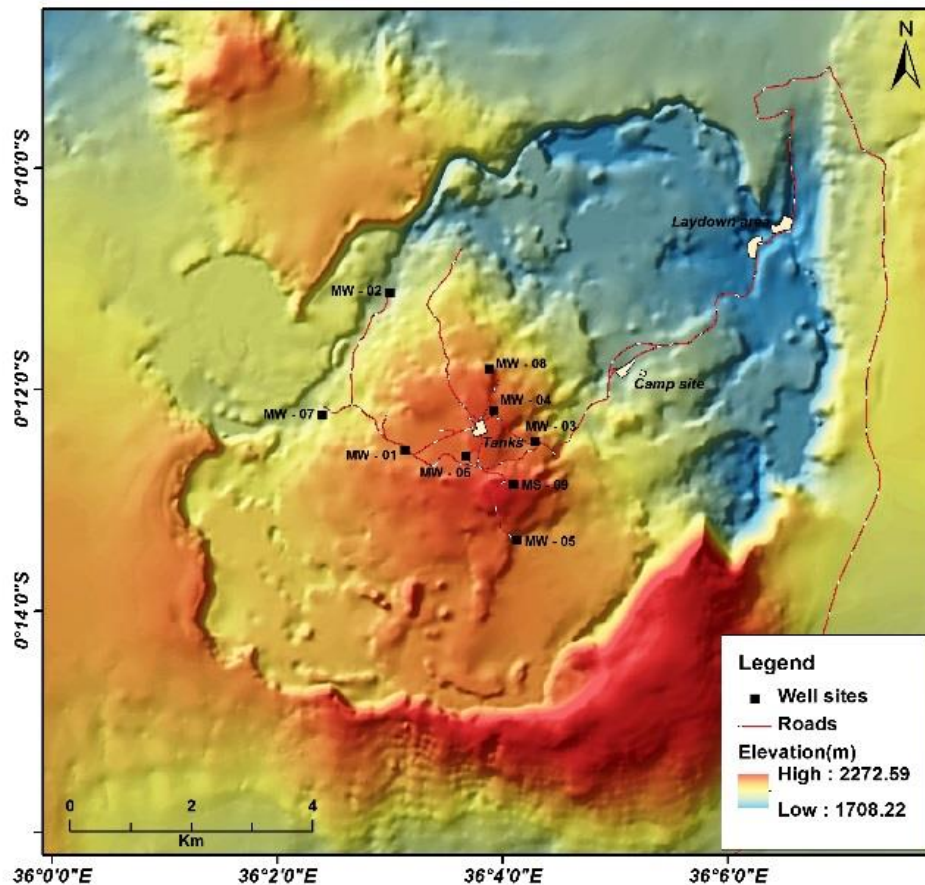 N
0°10'0"S
Laydown area
MW - 02
MW - 08
0°12'0"S
Camp site
MW - 04
MW - 07
MW - 03
Tanks
MW - 01
MW - 06
MS - 09
MW - 05
0°14'0"S
Legend
Well sites
Roads
Elevation(m)
High : 2272.59
Low : 1708.22
0 2 4
Km
36°0'0"E 36°2'0"E 36°4'0"E 36°6'0"E